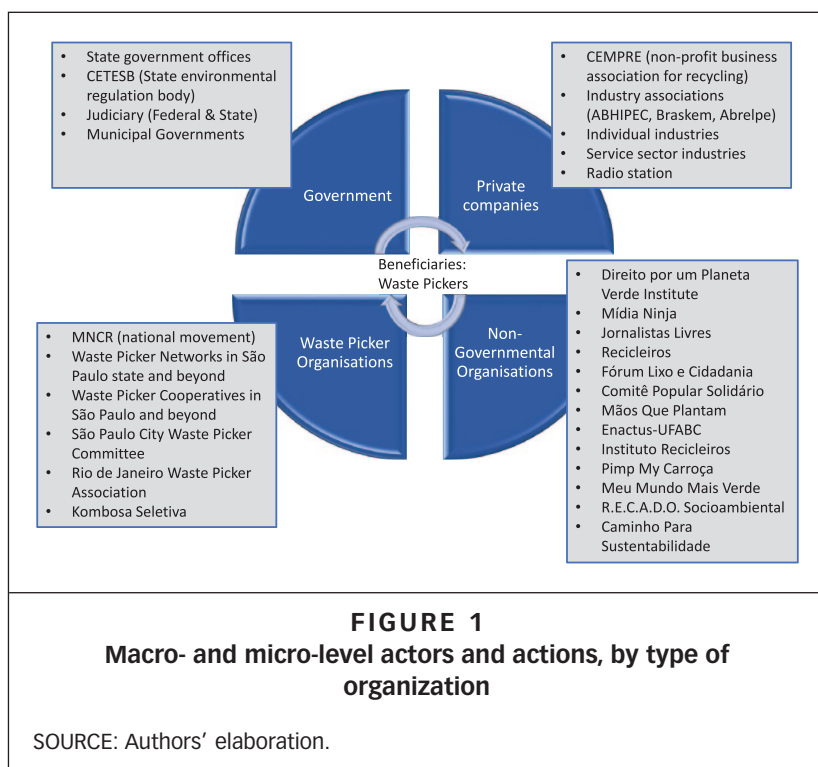 • State government offices
• CETESB (State environmental
regulation body)
• Judiciary (Federal & State)
• Municipal Governments
Government
• CEMPRE (non-profit business
association for recycling)
• Industry associations
(ABHIPEC, Braskem, Abrelpe)
• Individual industries
• Service sector industries
• Radio station
Private
companies
Beneficiaries:
Waste Pickers
• MNCR (national movement)
• Waste Picker Networks in São
Paulo state and beyond
• Waste Picker Cooperatives in
São Paulo and beyond
• São Paulo City Waste Picker
Committee
• Rio de Janeiro Waste Picker
Association
• Kombosa Seletiva
Waste Picker
Organisations
Non-
Governmental
Organisations
• Direito por um Planeta
Verde Institute
• Mídia Ninja
• Jornalistas Livres
• Recicleiros
• Fórum Lixo e Cidadania
• Comitê Popular Solidário
• Mãos Que Plantam
• Enactus-UFABC
• Instituto Recicleiros
• Pimp My Carroça
• Meu Mundo Mais Verde
• R.E.C.A.D.O. Socioambiental
• Caminho Para
Sustentabilidade
FIGURE 1
Macro- and micro-level actors and actions, by type of
organization
SOURCE: Authors' elaboration.